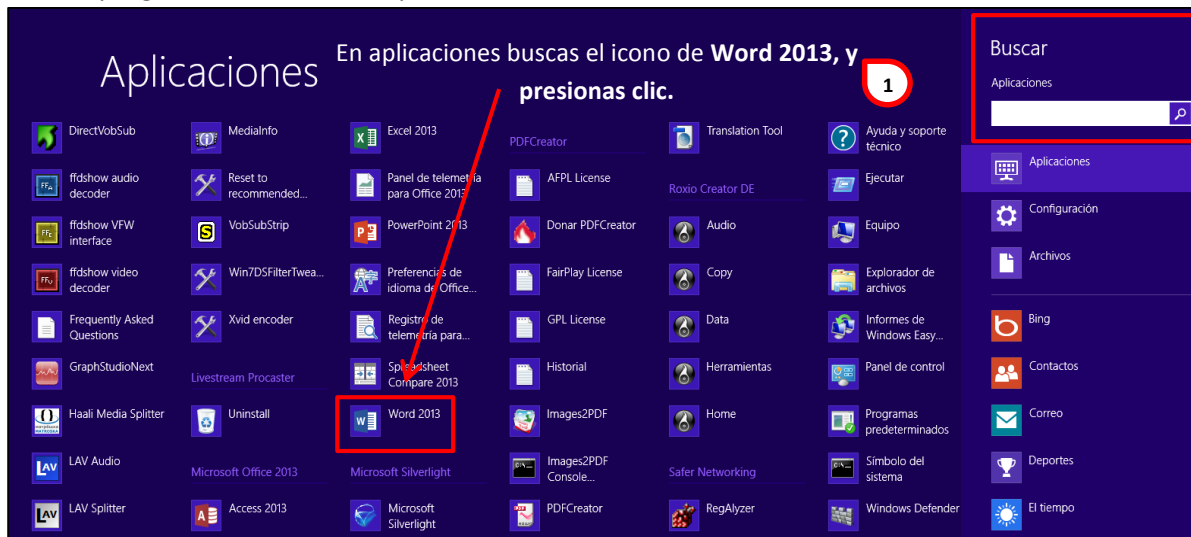 Aplicaciones
En aplicaciones buscas el icono de Word 2013, y
presionas clic.
1
DirectVobSub
ffdshow audio
decoder
ffdshow VFW
interface
ffdshow video
decoder
Frequently Asked
Questions
GraphStudioNext
Haali Media Splitter
LAV Audio
LAV Splitter
MediaInfo
Reset to
recommended...
VobSubStrip
Win7DSFilterTwea...
Xvid encoder
Livestream Procaster
Uninstall
Microsoft Office 2013
Access 2013
Excel 2013
Panel de telemetría
para Office 2013
PowerPoint 2013
Preferencias de
idioma de Office...
Registro de
telemetría para...
Spreadsheet
Compare 2013
Word 2013
Microsoft Silverlight
Microsoft
Silverlight
PDFCreator
AFPL License
Donar PDFCreator
FairPlay License
GPL License
Historial
Images2PDF
Images2PDF
Console...
PDFCreator
Translation Tool
Roxio Creator DE
Audio
Copy
Data
Herramientas
Home
Safer Networking
RegAlyzer
Ayuda y soporte
técnico
Ejecutar
Equipo
Explorador de
archivos
Informes de
Windows Easy...
Panel de control
Programas
predeterminados
Símbolo del
sistema
Windows Defender
Buscar
Aplicaciones
Aplicaciones
Configuración
Archivos
Bing
Contactos
Correo
Deportes
El tiempo